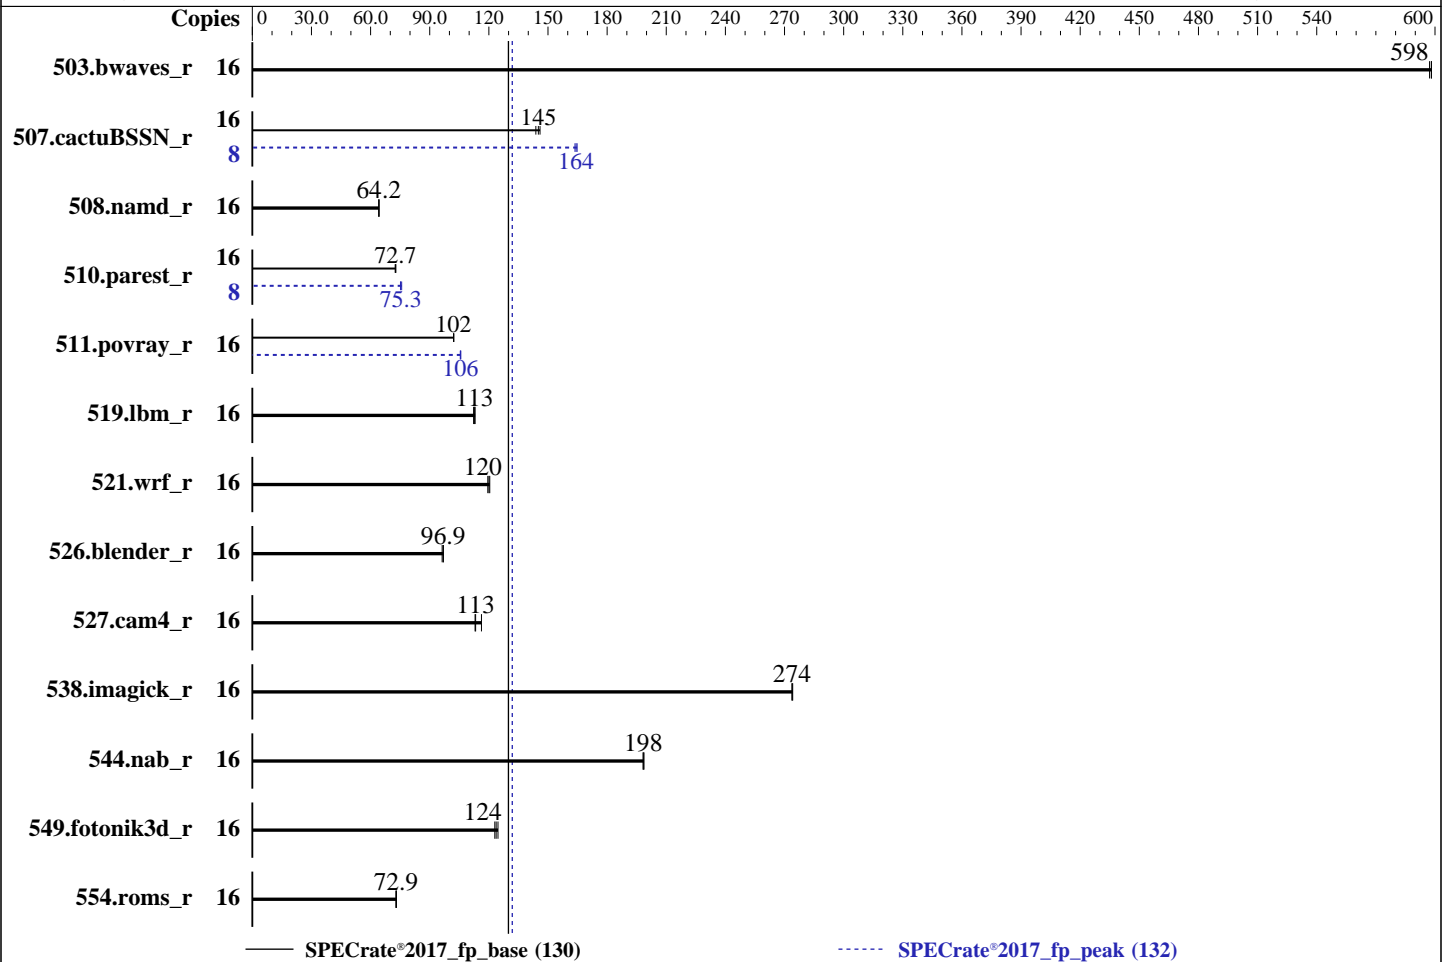 Copies 0 30.0 60.0 90.0 120 150 180 210 240 270 300 330 360 390 420 450 480 510 540 600
598
503.bwaves_r 16
145
16
507.cactuBSSN_r
8
164
64.2
508.namd_r 16
72.7
16
510.parest_r
8
75.3
102
511.povray_r 16
106
113
519.lbm_r 16
120
521.wrf_r 16
96.9
526.blender_r 16
113
527.cam4_r 16
274
538.imagick_r 16
198
544.nab_r 16
124
549.fotonik3d_r 16
72.9
554.roms_r 16
SPECrate®2017_fp_base (130) SPECrate®2017_fp_peak (132)